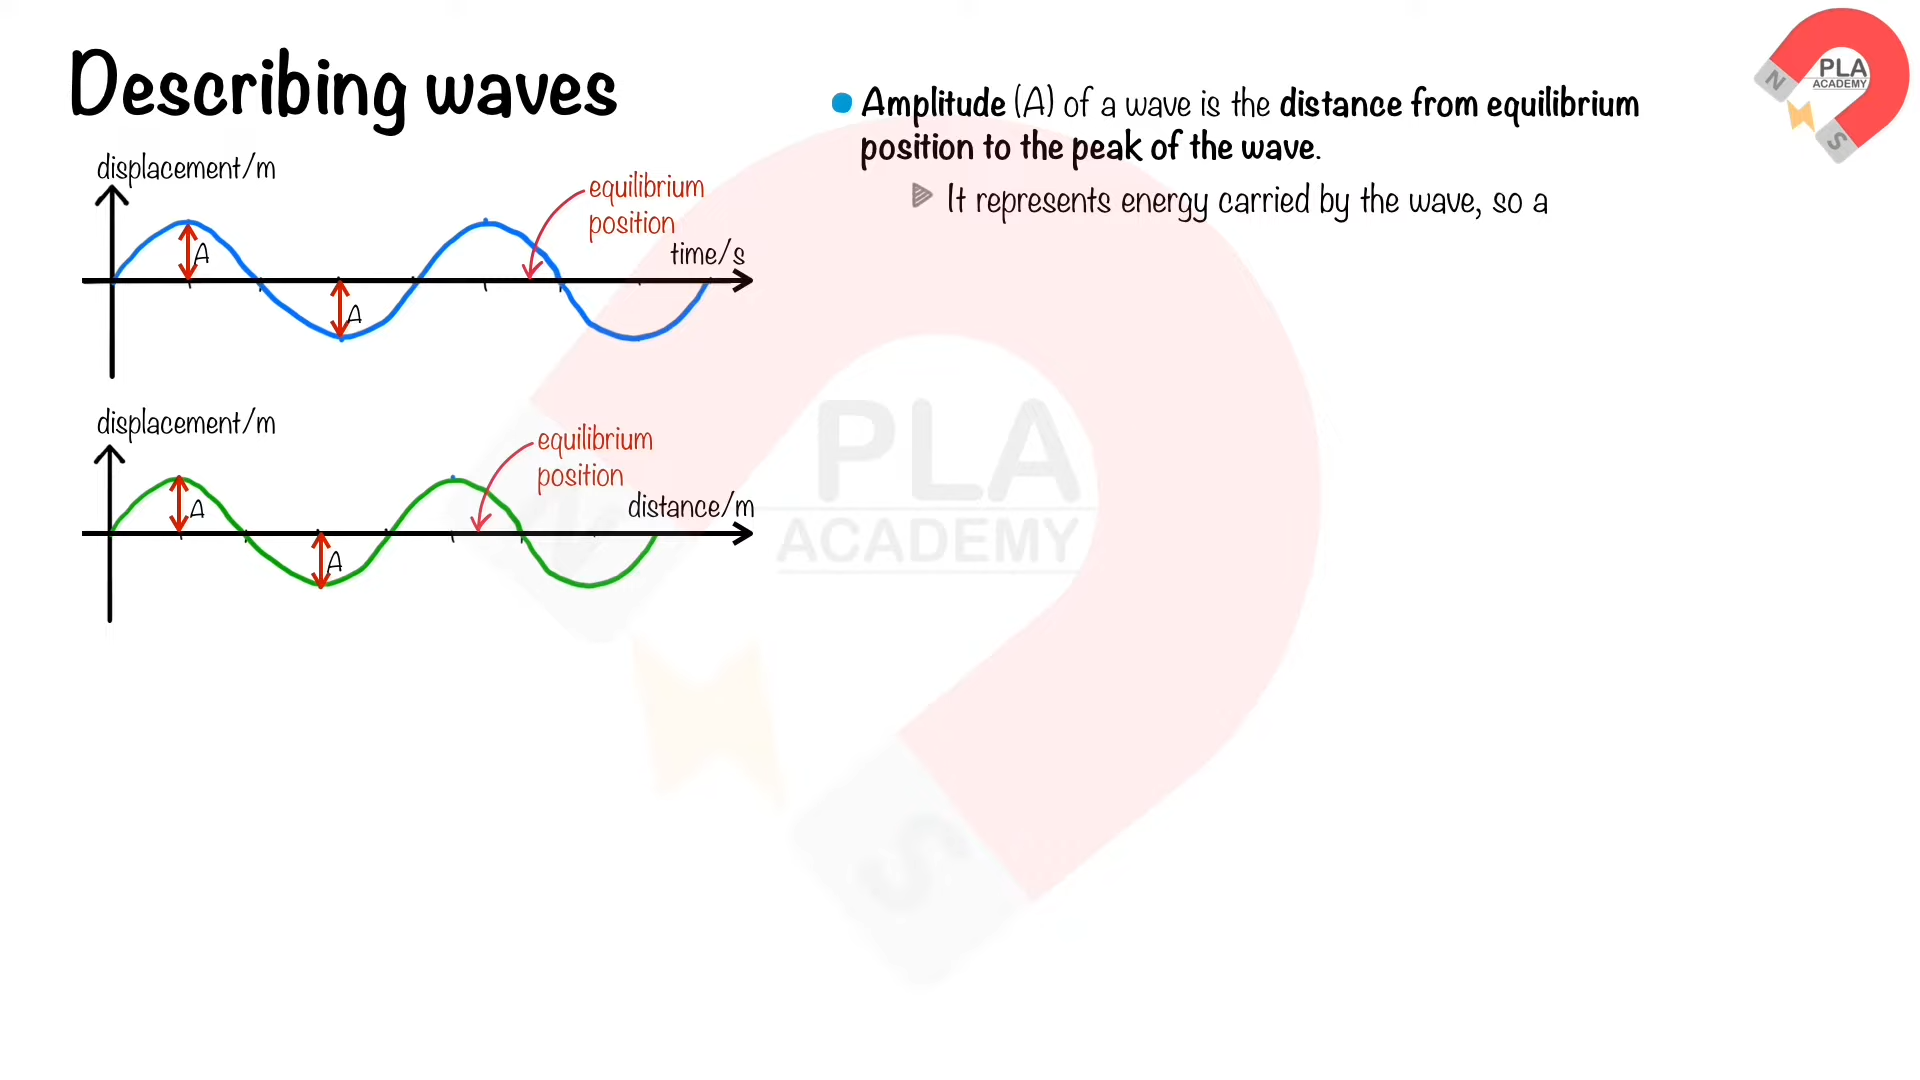 Describing waves
displacement/m
A
A
equilibrium
position
time/s
displacement/m
A
A
equilibrium
position
distance/m
Amplitude (A) of a wave is the distance from equilibrium
position to the peak of the wave.
It represents energy carried by the wave, so a
PLA
ACADEMY
N
S
PLA
ACADEMY
N
S